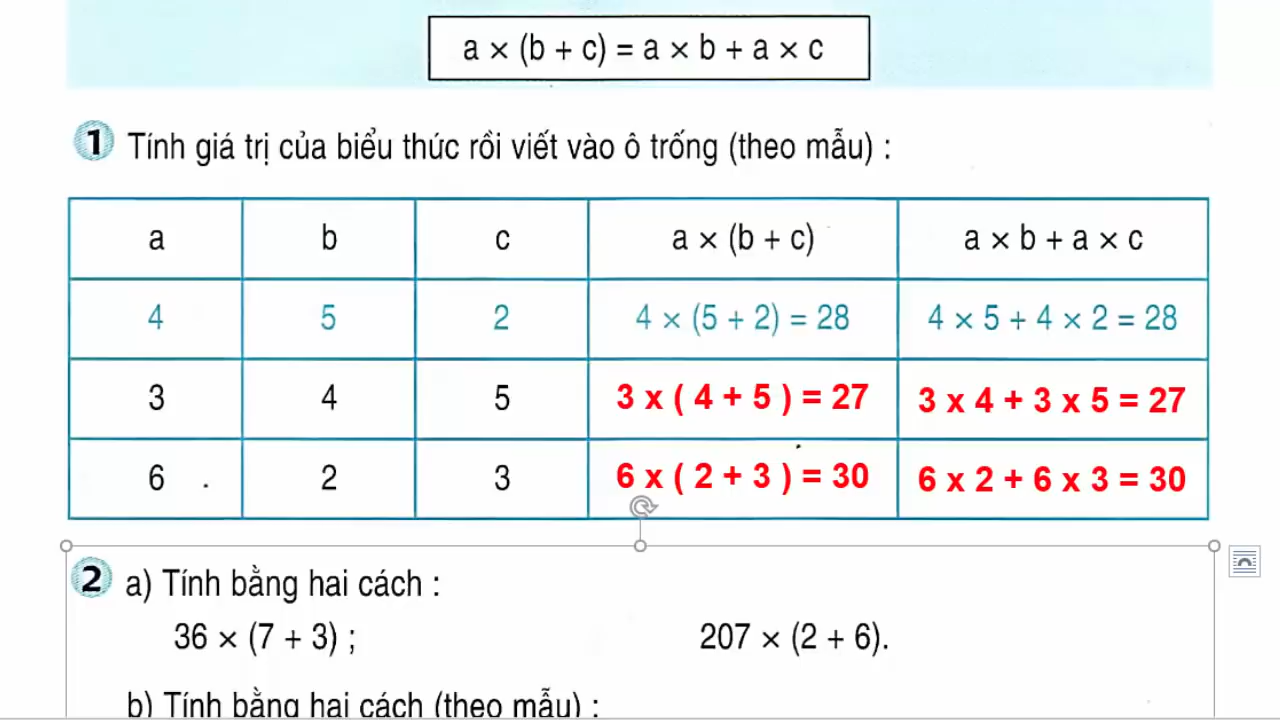 a × (b + c) = a × b + a × c
1 Tính giá trị của biểu thức rồi viết vào ô trống (theo mẫu) :
a b c a × (b + c) a × b + a × c
4 5 2 4 × (5 + 2) = 28 4 × 5 + 4 × 2 = 28
3 4 5 3 x ( 4 + 5 ) = 27 3 x 4 + 3 x 5 = 27
6 2 3 6 x ( 2 + 3 ) = 30 6 x 2 + 6 x 3 = 30
2 a) Tính bằng hai cách :
36 × (7 + 3) ; 207 × (2 + 6).
b) Tính bằng hai cách (theo mẫu) :